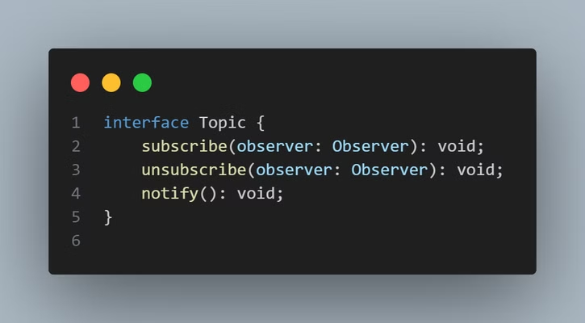 1 interface Topic {
2     subscribe(observer: Observer): void;
3     unsubscribe(observer: Observer): void;
4     notify(): void;
5 }
6